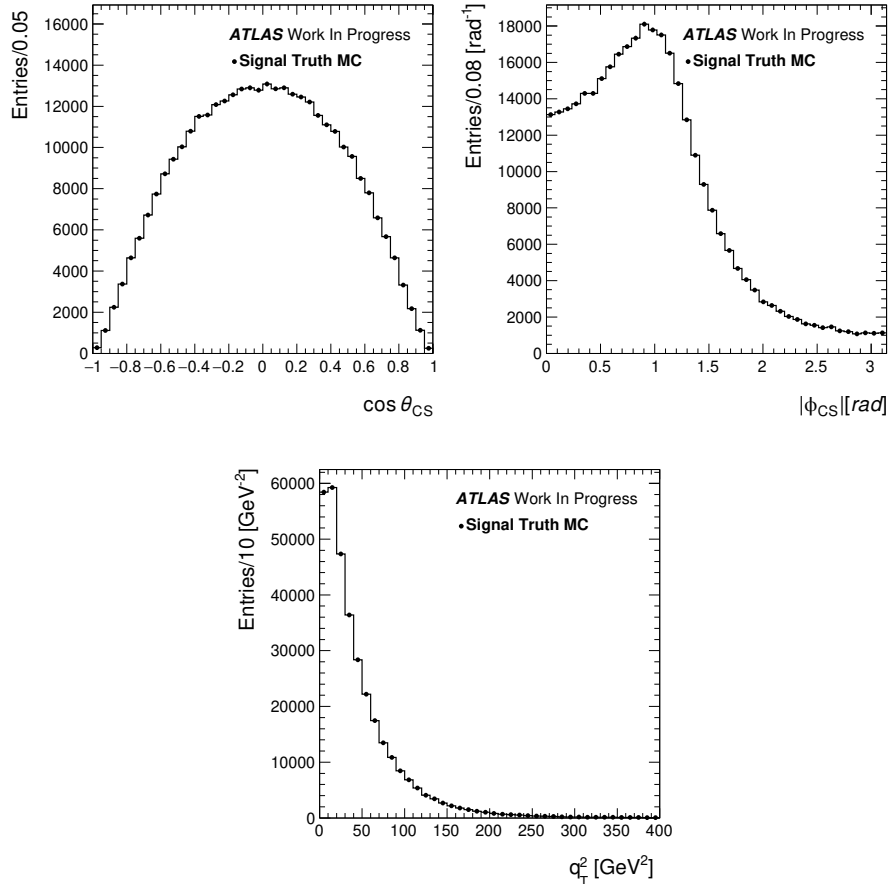 Entries/0.05
16000
14000
12000
10000
8000
6000
4000
2000
0
ATLAS Work In Progress
•Signal Truth MC
−1 −0.8 −0.6 −0.4 −0.2 0 0.2 0.4 0.6 0.8 1
cos θCS
Entries/0.08 [rad-1]
18000
16000
14000
12000
10000
8000
6000
4000
2000
0
ATLAS Work In Progress
•Signal Truth MC
0 0.5 1 1.5 2 2.5 3
|ϕCS|[rad]
Entries/10 [GeV-2]
60000
50000
40000
30000
20000
10000
0
ATLAS Work In Progress
•Signal Truth MC
0 50 100 150 200 250 300 350 400
q²T [GeV²]